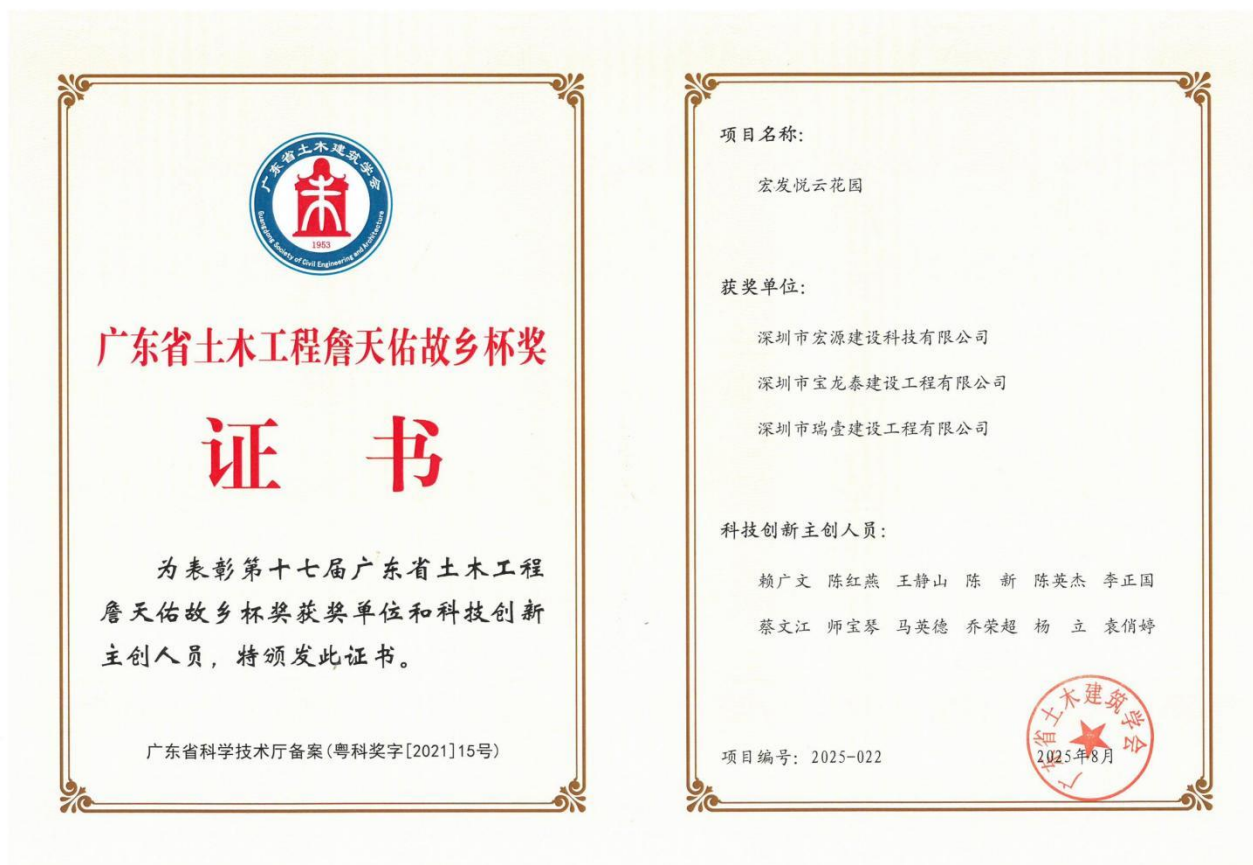 广东省土木建筑学会
1953
Guangdong Society of Civil Engineering and Architecture
广东省土木工程詹天佑故乡杯奖
证 书
为表彰第十七届广东省土木工程
詹天佑故乡杯奖获奖单位和科技创新
主创人员，特颁发此证书。
广东省科学技术厅备案(粤科奖字[2021]15号)
项目名称:
宏发悦云花园
获奖单位:
深圳市宏源建设科技有限公司
深圳市宝龙泰建设工程有限公司
深圳市瑞壹建设工程有限公司
科技创新主创人员:
赖广文 陈红燕 王静山 陈 新 陈英杰 李正国
蔡文江 师宝琴 马英德 乔荣超 杨 立 袁俏婷
广东省土木建筑学会
项目编号: 2025-022
2025年8月